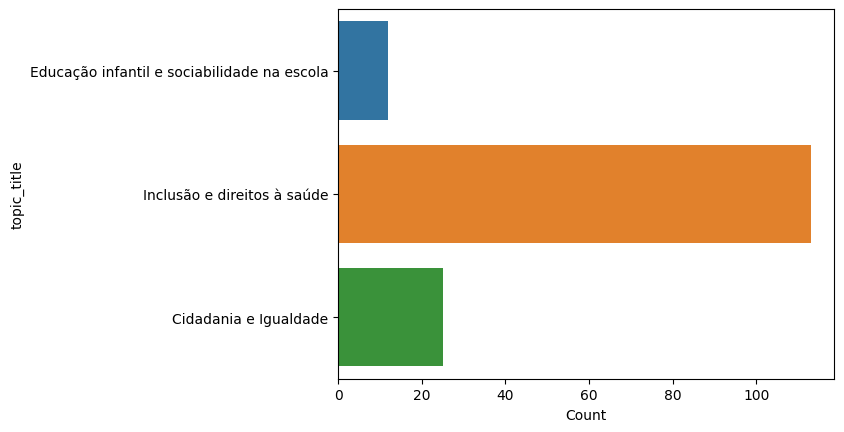 Educação infantil e sociabilidade na escola
Inclusão e direitos à saúde
Cidadania e Igualdade
topic_title
0 20 40 60 80 100
Count